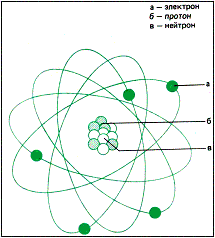 а – электрон
б – протон
в – нейтрон
а
б
в